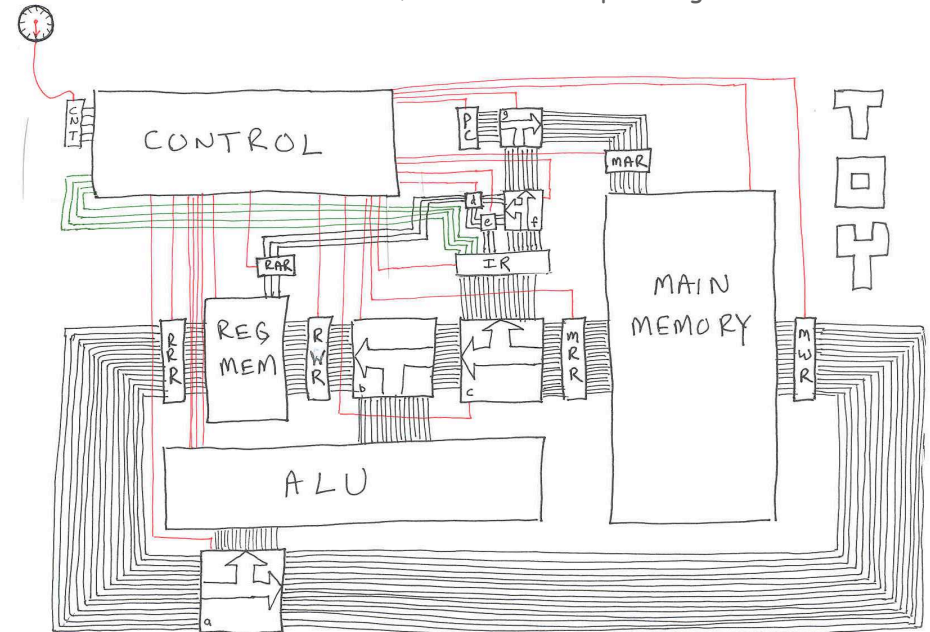 CNT
CONTROL
PC
g
MAR
TOY
d
e
f
RAR
IR
RRR
REG
MEM
RWR
b
c
MRR
MAIN
MEMORY
MWR
ALU
a